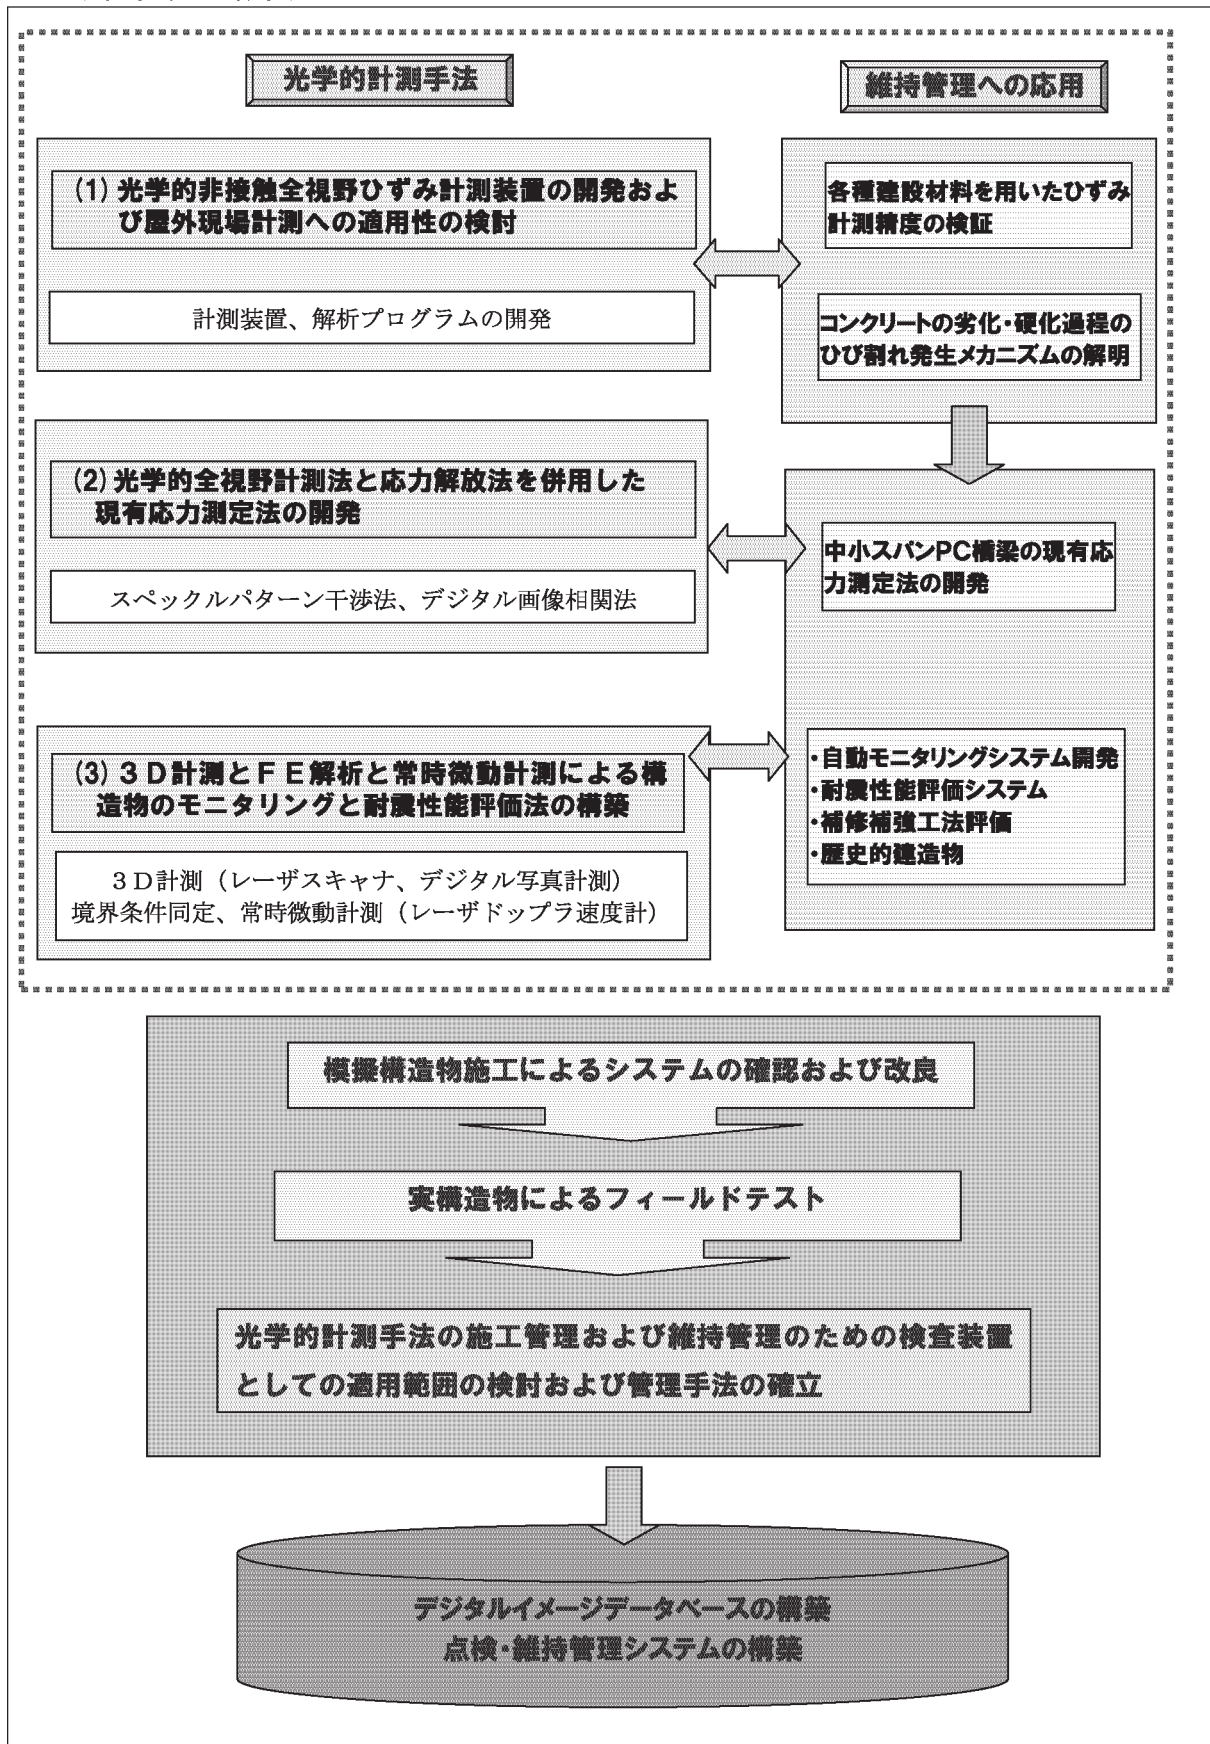 光学的計測手法
維持管理への応用
(1) 光学的非接触全視野ひずみ計測装置の開発およ
び屋外現場計測への適用性の検討
計測装置、解析プログラムの開発
各種建設材料を用いたひずみ
計測精度の検証
コンクリートの劣化・硬化過程の
ひび割れ発生メカニズムの解明
(2) 光学的全視野計測法と応力解放法を併用した
現有応力測定法の開発
スペックルパターン干渉法、デジタル画像相関法
中小スパンPC橋梁の現有応
力測定法の開発
(3) 3D計測とFE解析と常時微動計測による構
造物のモニタリングと耐震性能評価法の構築
3D計測（レーザスキャナ、デジタル写真計測）
境界条件同定、常時微動計測（レーザドップラ速度計）
・自動モニタリングシステム開発
・耐震性能評価システム
・補修補強工法評価
・歴史的建造物
模擬構造物施工によるシステムの確認および改良
実構造物によるフィールドテスト
光学的計測手法の施工管理および維持管理のための検査装置
としての適用範囲の検討および管理手法の確立
デジタルイメージデータベースの構築
点検・維持管理システムの構築